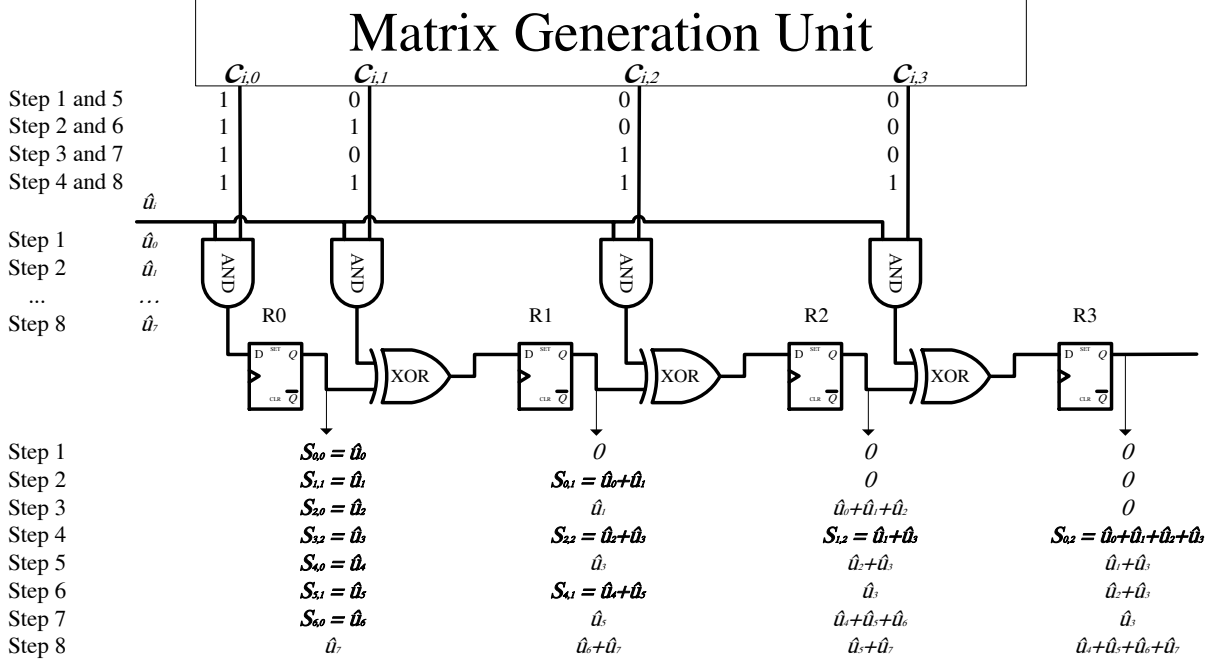 Matrix Generation Unit
C_{i,0} C_{i,1} C_{i,2} C_{i,3}
Step 1 and 5 1 0 0 0
Step 2 and 6 1 1 0 0
Step 3 and 7 1 0 1 0
Step 4 and 8 1 1 1 1
û_i
Step 1 û_0
Step 2 û_1
... ...
Step 8 û_7
AND AND AND AND
R0 R1 R2 R3
D SET Q CLR Q̅ XOR D SET Q CLR Q̅ XOR D SET Q CLR Q̅ XOR D SET Q CLR Q̅
Step 1 S_{0,0} = û_0 0 0 0
Step 2 S_{1,1} = û_1 S_{0,1} = û_0+û_1 0 0
Step 3 S_{2,0} = û_2 û_1 û_0+û_1+û_2 0
Step 4 S_{3,2} = û_3 S_{2,2} = û_2+û_3 S_{1,2} = û_1+û_3 S_{0,2} = û_0+û_1+û_2+û_3
Step 5 S_{4,0} = û_4 û_3 û_2+û_3 û_1+û_3
Step 6 S_{5,1} = û_5 S_{4,1} = û_4+û_5 û_3 û_2+û_3
Step 7 S_{6,0} = û_6 û_5 û_4+û_5+û_6 û_3
Step 8 û_7 û_6+û_7 û_5+û_7 û_4+û_5+û_6+û_7